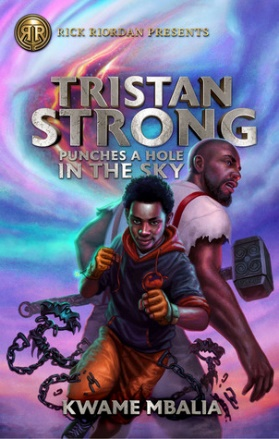 RR
RICK RIORDAN PRESENTS
TRISTAN
STRONG
PUNCHES A HOLE
IN THE SKY
KWAME MBALIA